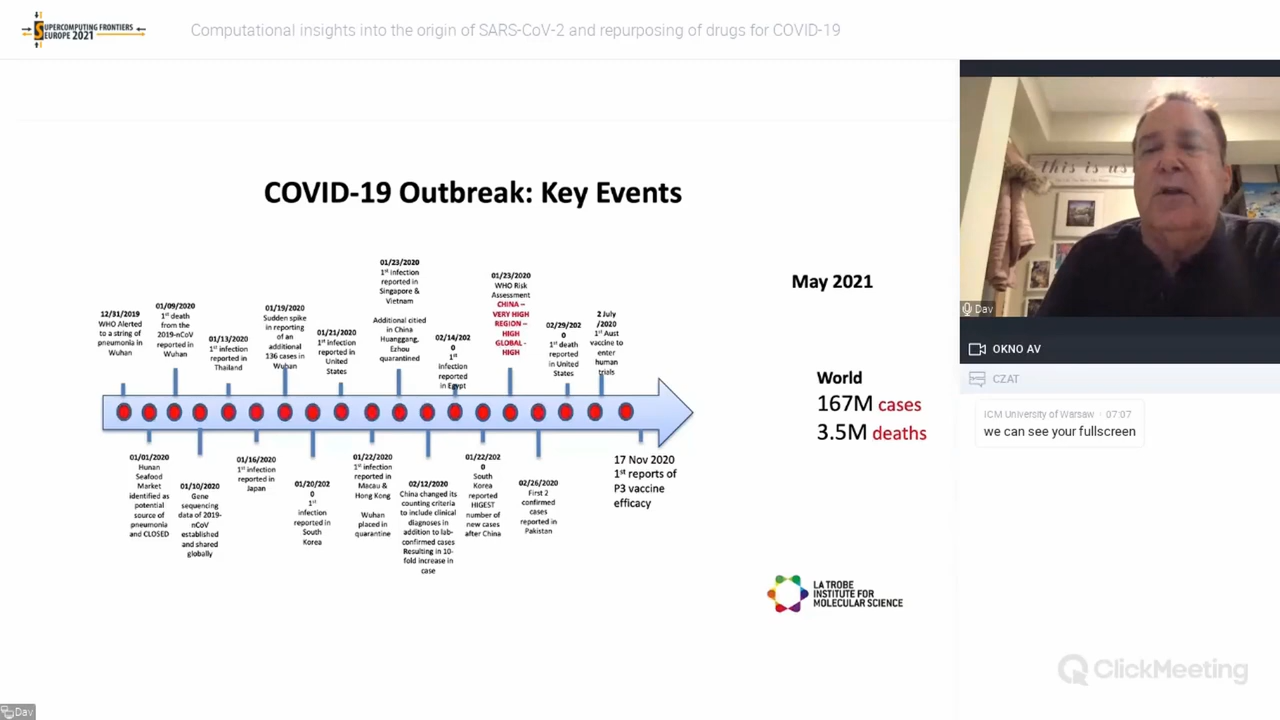 SUPERCOMPUTING FRONTIERS
EUROPE 2021
Computational insights into the origin of SARS-CoV-2 and repurposing of drugs for COVID-19
COVID-19 Outbreak: Key Events
12/31/2019
WHO Alerted
to a string of
pneumonia in
Wuhan
01/09/2020
1st death
from the
2019-nCoV
reported in
Wuhan
01/13/2020
1st infection
reported in
Thailand
01/19/2020
Sudden spike
in reporting
of an
additional
136 cases in
Wuhan
01/21/2020
1st infection
reported in
United
States
01/23/2020
1st infection
reported in
Singapore &
Vietnam
Additional citied
in China
Huanggang,
Ezhou
quarantined
02/14/202
0
1st
infection
reported
in Egypt
01/23/2020
WHO Risk
Assessment
CHINA –
VERY HIGH
REGION –
HIGH
GLOBAL -
HIGH
02/29/202
0
1st death
reported
in United
States
2 July
/2020
1st Aust
vaccine to
enter
human
trials
01/01/2020
Hunan
Seafood
Market
identified as
potential
source of
pneumonia
and CLOSED
01/10/2020
Gene
sequencing
data of 2019-
nCoV
established
and shared
globally
01/16/2020
1st infection
reported in
Japan
01/20/202
0
1st
infection
reported in
South
Korea
01/22/2020
1st infection
reported in
Macau &
Hong Kong
Wuhan
placed in
quarantine
02/12/2020
China changed its
counting criteria
to include clinical
diagnoses in
addition to lab-
confirmed cases
Resulting in 10-
fold increase in
case
01/22/202
0
South
Korea
reported
HIGEST
number of
new cases
after China
02/26/2020
First 2
confirmed
cases
reported in
Pakistan
17 Nov 2020
1st reports of
P3 vaccine
efficacy
May 2021
World
167M cases
3.5M deaths
LA TROBE
INSTITUTE FOR
MOLECULAR SCIENCE
this is us
Dav
OKNO AV
CZAT
ICM University of Warsaw · 07:07
we can see your fullscreen
ClickMeeting
Dav